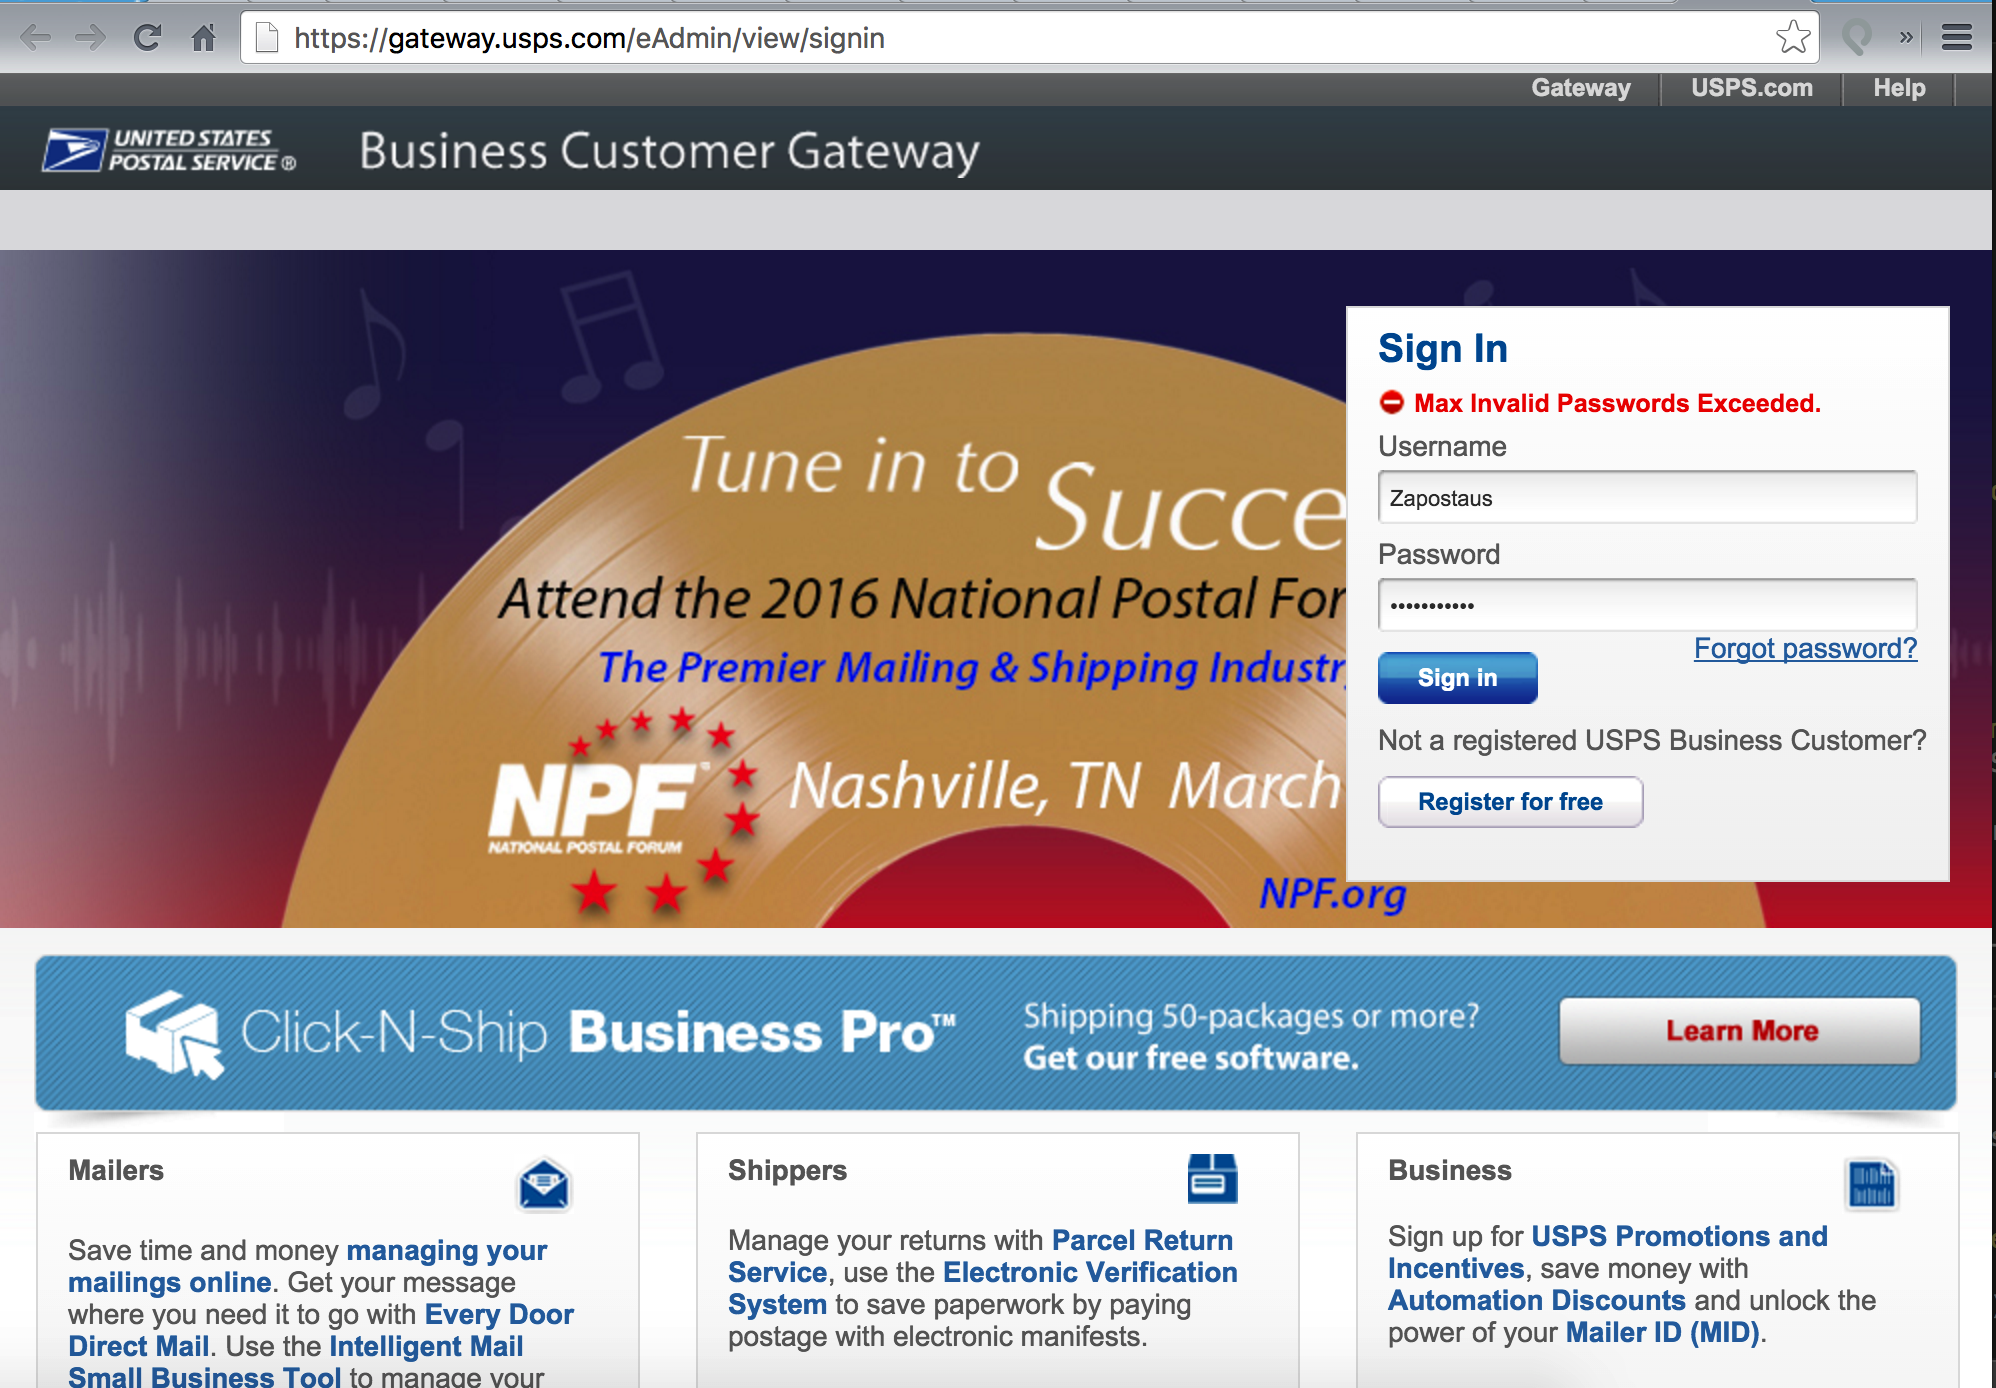 https://gateway.usps.com/eAdmin/view/signin
Gateway
USPS.com
Help
UNITED STATES
POSTAL SERVICE ®
Business Customer Gateway
Tune in to Succe
Attend the 2016 National Postal For
The Premier Mailing & Shipping Industr
NPF
NATIONAL POSTAL FORUM
Nashville, TN March
NPF.org
Sign In
Max Invalid Passwords Exceeded.
Username
Zapostaus
Password
•••••••••••
Forgot password?
Sign in
Not a registered USPS Business Customer?
Register for free
Click-N-Ship Business Pro™
Shipping 50-packages or more?
Get our free software.
Learn More
Mailers
Save time and money managing your
mailings online. Get your message
where you need it to go with Every Door
Direct Mail. Use the Intelligent Mail
Small Business Tool to manage your
Shippers
Manage your returns with Parcel Return
Service, use the Electronic Verification
System to save paperwork by paying
postage with electronic manifests.
Business
Sign up for USPS Promotions and
Incentives, save money with
Automation Discounts and unlock the
power of your Mailer ID (MID).